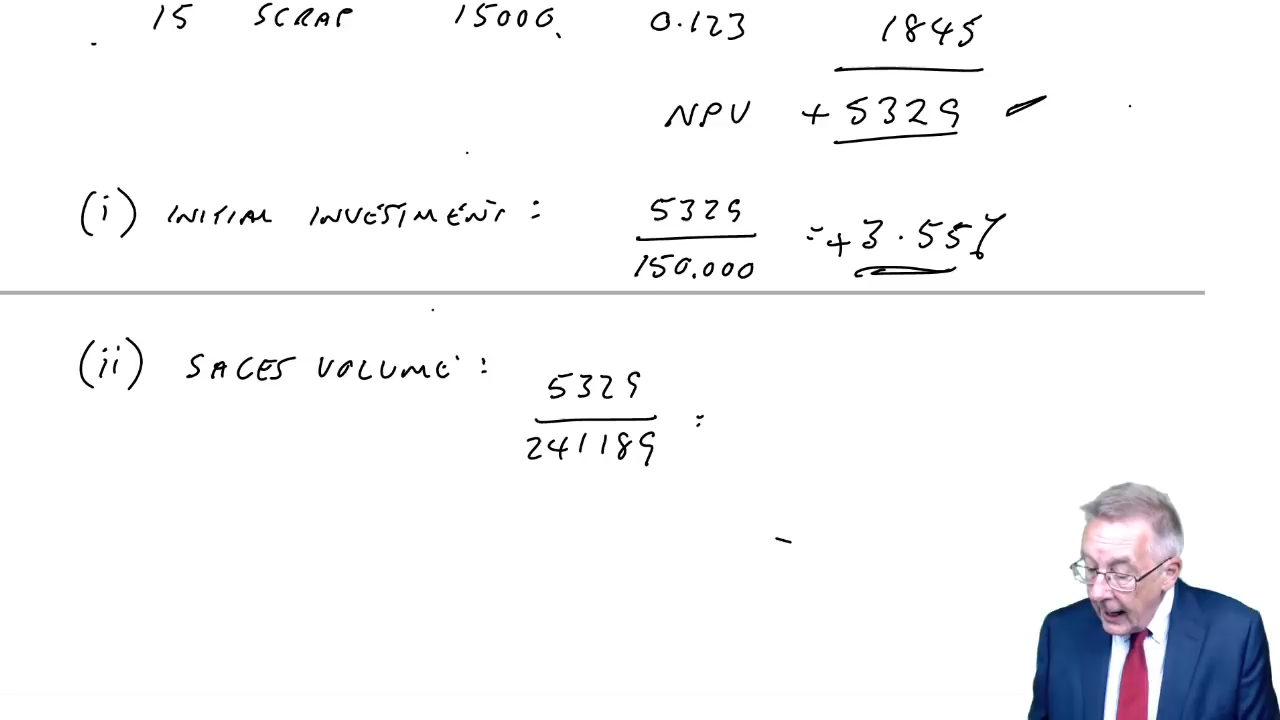 15 SCRAP 15000 0.123 1845
NPV +5329
(i) INITIAL INVESTMENT : 5329 / 150.000 = +3.55%
(ii) SALES VOLUME : 5329 / 241189 =